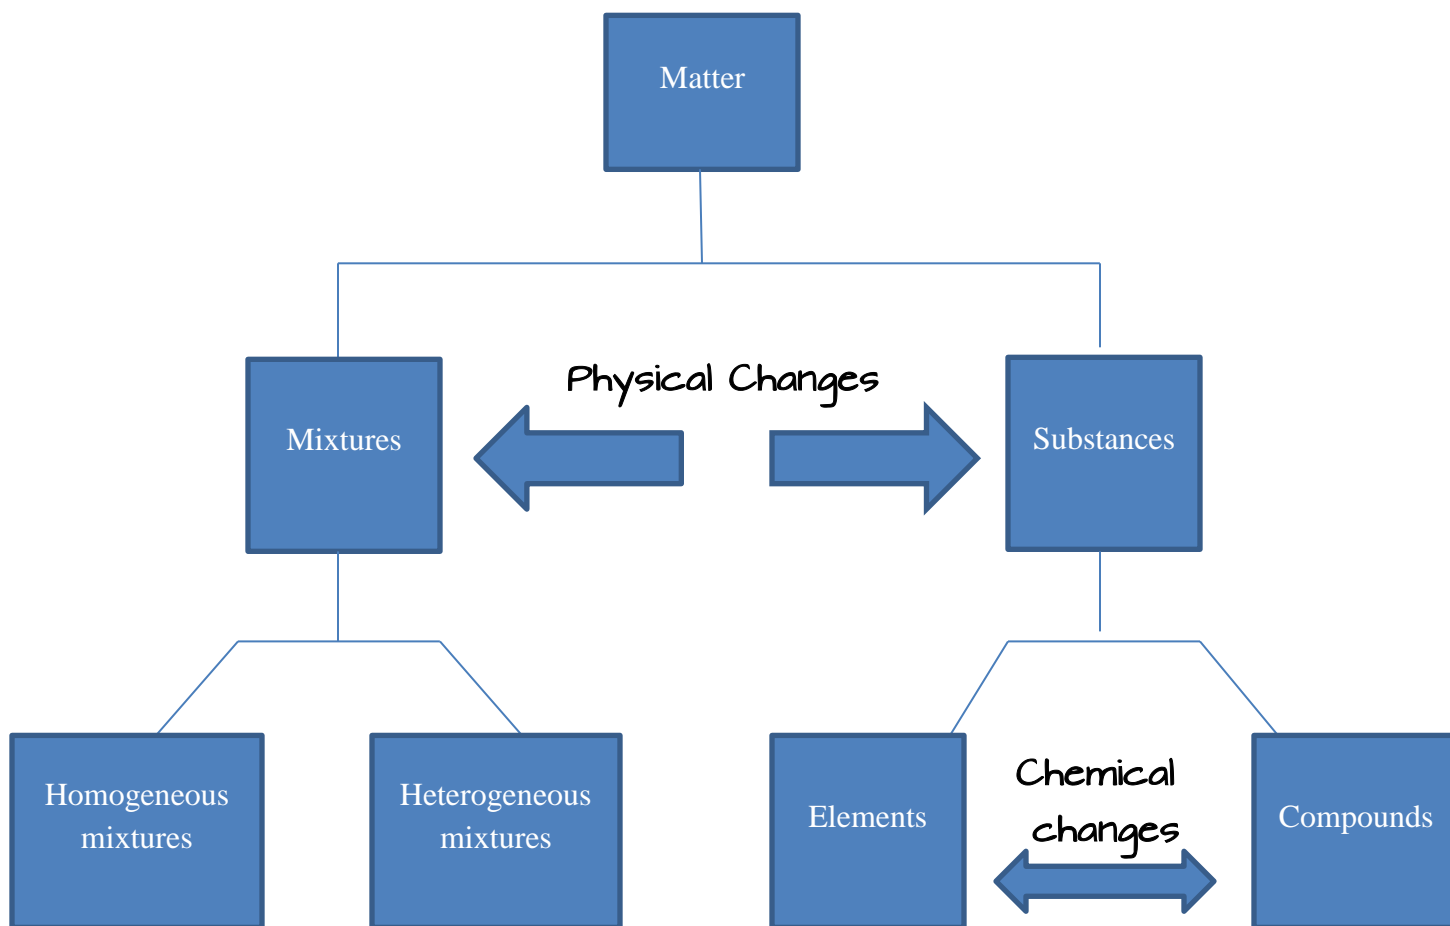 Matter
Physical Changes
Mixtures
Substances
Homogeneous
mixtures
Heterogeneous
mixtures
Elements
Chemical
changes
Compounds